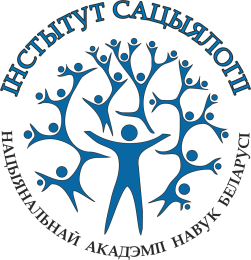 ІНСТЫТУТ САЦЫЯЛОГІІ
НАЦЫЯНАЛЬНАЙ АКАДЭМІІ НАВУК БЕЛАРУСІ